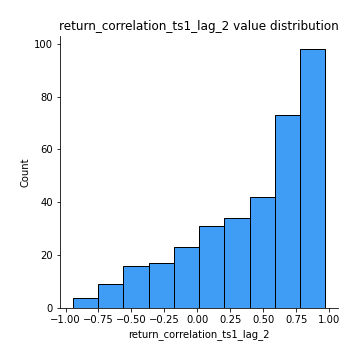 return_correlation_ts1_lag_2 value distribution
100
80
60
40
20
0
Count
−1.00 −0.75 −0.50 −0.25 0.00 0.25 0.50 0.75 1.00
return_correlation_ts1_lag_2